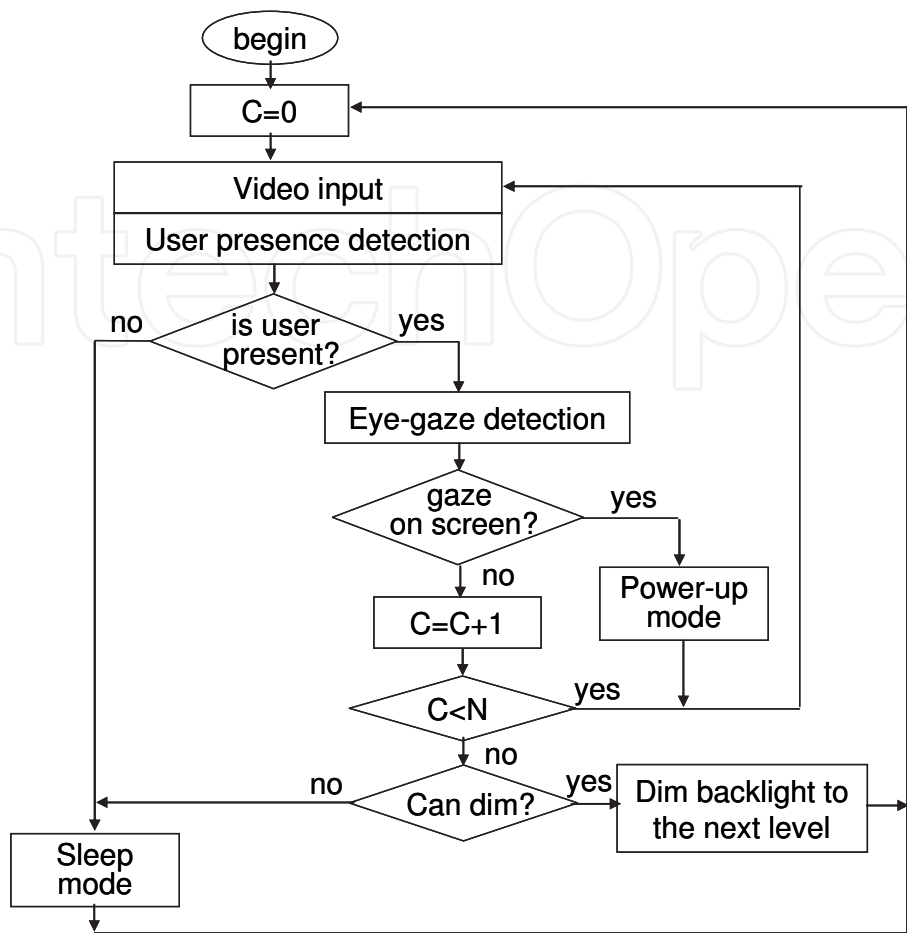 begin
C=0
Video input
User presence detection
no
is user
present?
yes
Eye-gaze detection
gaze
on screen?
yes
no
Power-up
mode
C=C+1
C<N
yes
no
Can dim?
no
yes
Dim backlight to
the next level
Sleep
mode
ntechOpe